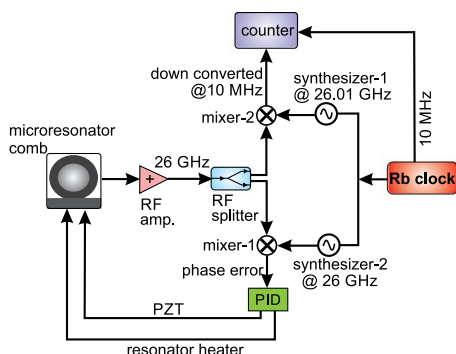 counter
down converted
@10 MHz
synthesizer-1
@ 26.01 GHz
mixer-2
10 MHz
microresonator
comb
26 GHz
+
RF
amp.
RF
splitter
Rb clock
mixer-1
phase error
synthesizer-2
@ 26 GHz
PID
PZT
resonator heater